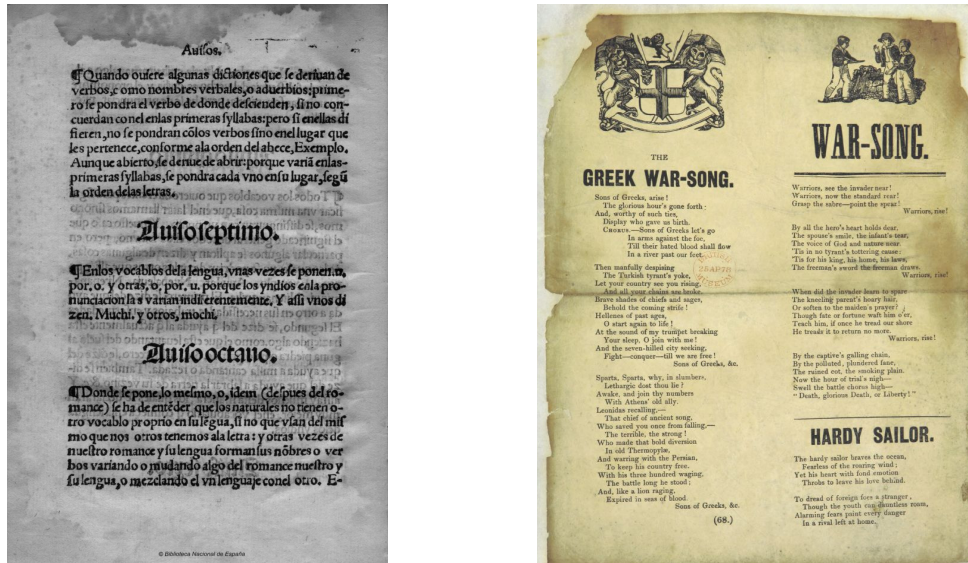 Auisos.
¶Quando ouiere algunas dictiones que se deriuan de
verbos,c omo nombres verbales,o aduerbios:prime-
ro se pondra el verbo de donde descienden, si no con-
cuerdan con el enlas primeras syllabas:pero si enellas di
fieren,no se pondran cõlos verbos sino enel lugar que
les pertenece,conforme ala orden del abece, Exemplo.
Aunque abierto,se deriue de abrir:porque variã enlas-
primeras syllabas,se pondra cada vno en su lugar,segũ
la orden delas letras.
Auiso septimo.
¶Enlos vocablos dela lengua,vnas vezes se ponen.u,
por. o. y otras, o, por, u. porque los yndios enla pro-
nunciacion la s varian indifferentemente. Y assi vnos di
zen. Muchi. y otros, mochi.
Auiso octauo.
¶Donde se pone,lo mesmo, o, idem (despues del ro-
mance) se ha de entẽder que los naturales no tienen o-
tro vocablo proprio en su lẽgua,si no que vsan del mis
mo que nos otros tenemos ala letra: y otras vezes de
nuestro romance y su lengua forman sus nõbres o ver
bos variando o mudando algo del romance nuestro y
su lengua,o mezclando el vn lenguaje conel otro. E-
© Biblioteca Nacional de España
THE
GREEK WAR-SONG.
Sons of Greeks, arise !
The glorious hour's gone forth
And, worthy of such ties,
Display who gave us birth.
CHORUS.—Sons of Greeks let's go
In arms against the foe,
Till their hated blood shall flow
In a river past our feet.
Then manfully despising
The Turkish tyrant's yoke,
Let your country see you rising,
And all your chains are broke.
Brave shades of chiefs and sages,
Behold the coming strife !
Hellenes of past ages,
O start again to life !
At the sound of my trumpet breaking
Your sleep, O join with me !
And the seven-hilled city seeking,
Fight—conquer—till we are free !
Sons of Greeks, &c.
Sparta, Sparta, why, in slumbers,
Lethargic dost thou lie ?
Awake, and join thy numbers
With Athens' old ally.
Leonidas recalling,—
That chief of ancient song,
Who saved you once from falling,—
The terrible, the strong !
Who made that bold diversion
In old Thermopylæ,
And warring with the Persian,
To keep his country free.
With his three hundred waging,
The battle long he stood ;
And, like a lion raging,
Expired in seas of blood.
Sons of Greeks, &c.
(68.)
WAR-SONG.
Warriors, see the invader near !
Warriors, now the standard rear !
Grasp the sabre—point the spear !
Warriors, rise!
By all the hero's heart holds dear,
The spouse's smile, the infant's tear,
The voice of God and nature near.
'Tis in no tyrant's tottering cause:
'Tis for his king, his home, his laws,
The freeman's sword the freeman draws.
Warriors, rise!
When did the invader learn to spare
The kneeling parent's hoary hair,
Or soften to the maiden's prayer ?
Though fate or fortune waft him o'er,
Teach him, if once he tread our shore
He treads it to return no more.
Warriors, rise!
By the captive's galling chain,
By the polluted, plundered fane,
The ruined cot, the smoking plain.
Now the hour of trial's nigh—
Swell the battle chorus high—
" Death, glorious Death, or Liberty ! "
HARDY SAILOR.
The hardy sailor braves the ocean,
Fearless of the roaring wind ;
Yet his heart with fond emotion
Throbs to leave his love behind.
To dread of foreign foes a stranger,
Though the youth can dauntless roam,
Alarming fears paint every danger
In a rival left at home.